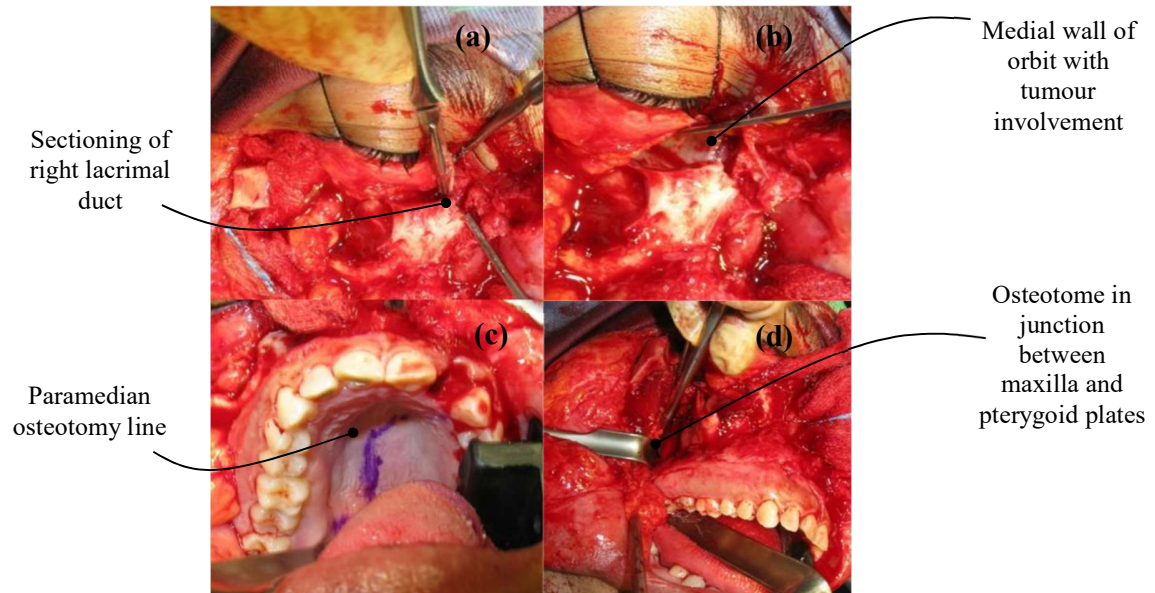 (a)
(b)
Medial wall of
orbit with
tumour
involvement
Sectioning of
right lacrimal
duct
(c)
(d)
Osteotome in
junction
between
maxilla and
pterygoid plates
Paramedian
osteotomy line